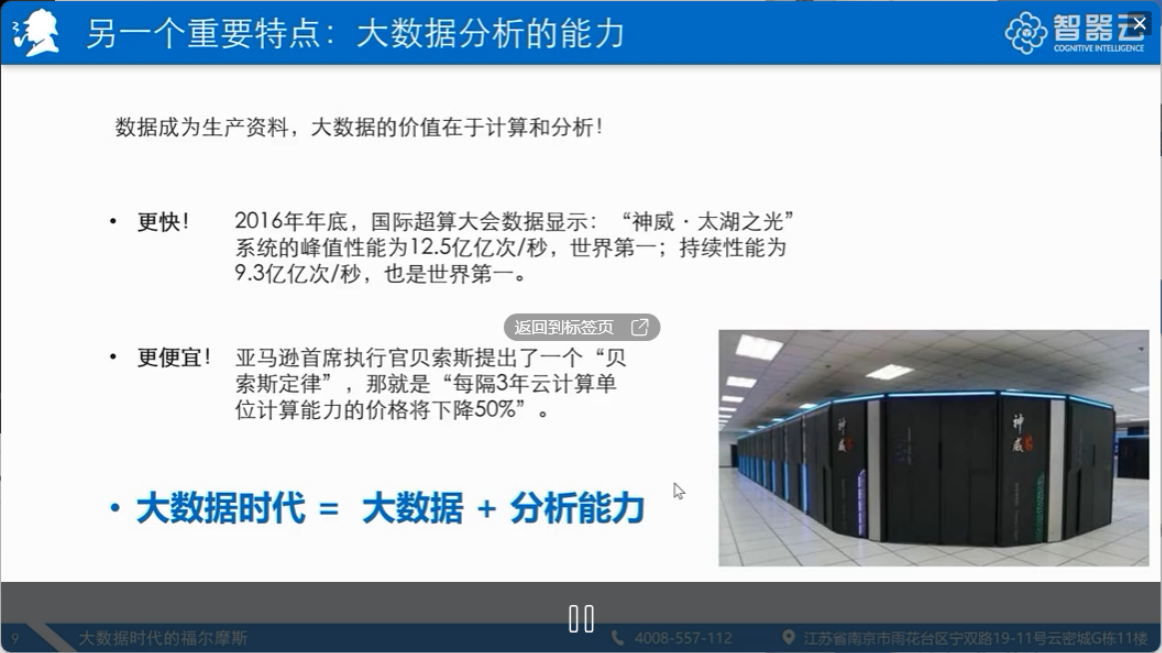 另一个重要特点：大数据分析的能力
智器云
COGNITIVE INTELLIGENCE
数据成为生产资料，大数据的价值在于计算和分析！
• 更快！ 2016年年底，国际超算大会数据显示：“神威·太湖之光”
系统的峰值性能为12.5亿亿次/秒，世界第一；持续性能为
9.3亿亿次/秒，也是世界第一。
返回到标签页
• 更便宜！ 亚马逊首席执行官贝索斯提出了一个“贝
索斯定律”，那就是“每隔3年云计算单
位计算能力的价格将下降50%”。
神威
神威
• 大数据时代 = 大数据 + 分析能力
9 大数据时代的福尔摩斯 4008-557-112 江苏省南京市雨花台区宁双路19-11号云密城G栋11楼